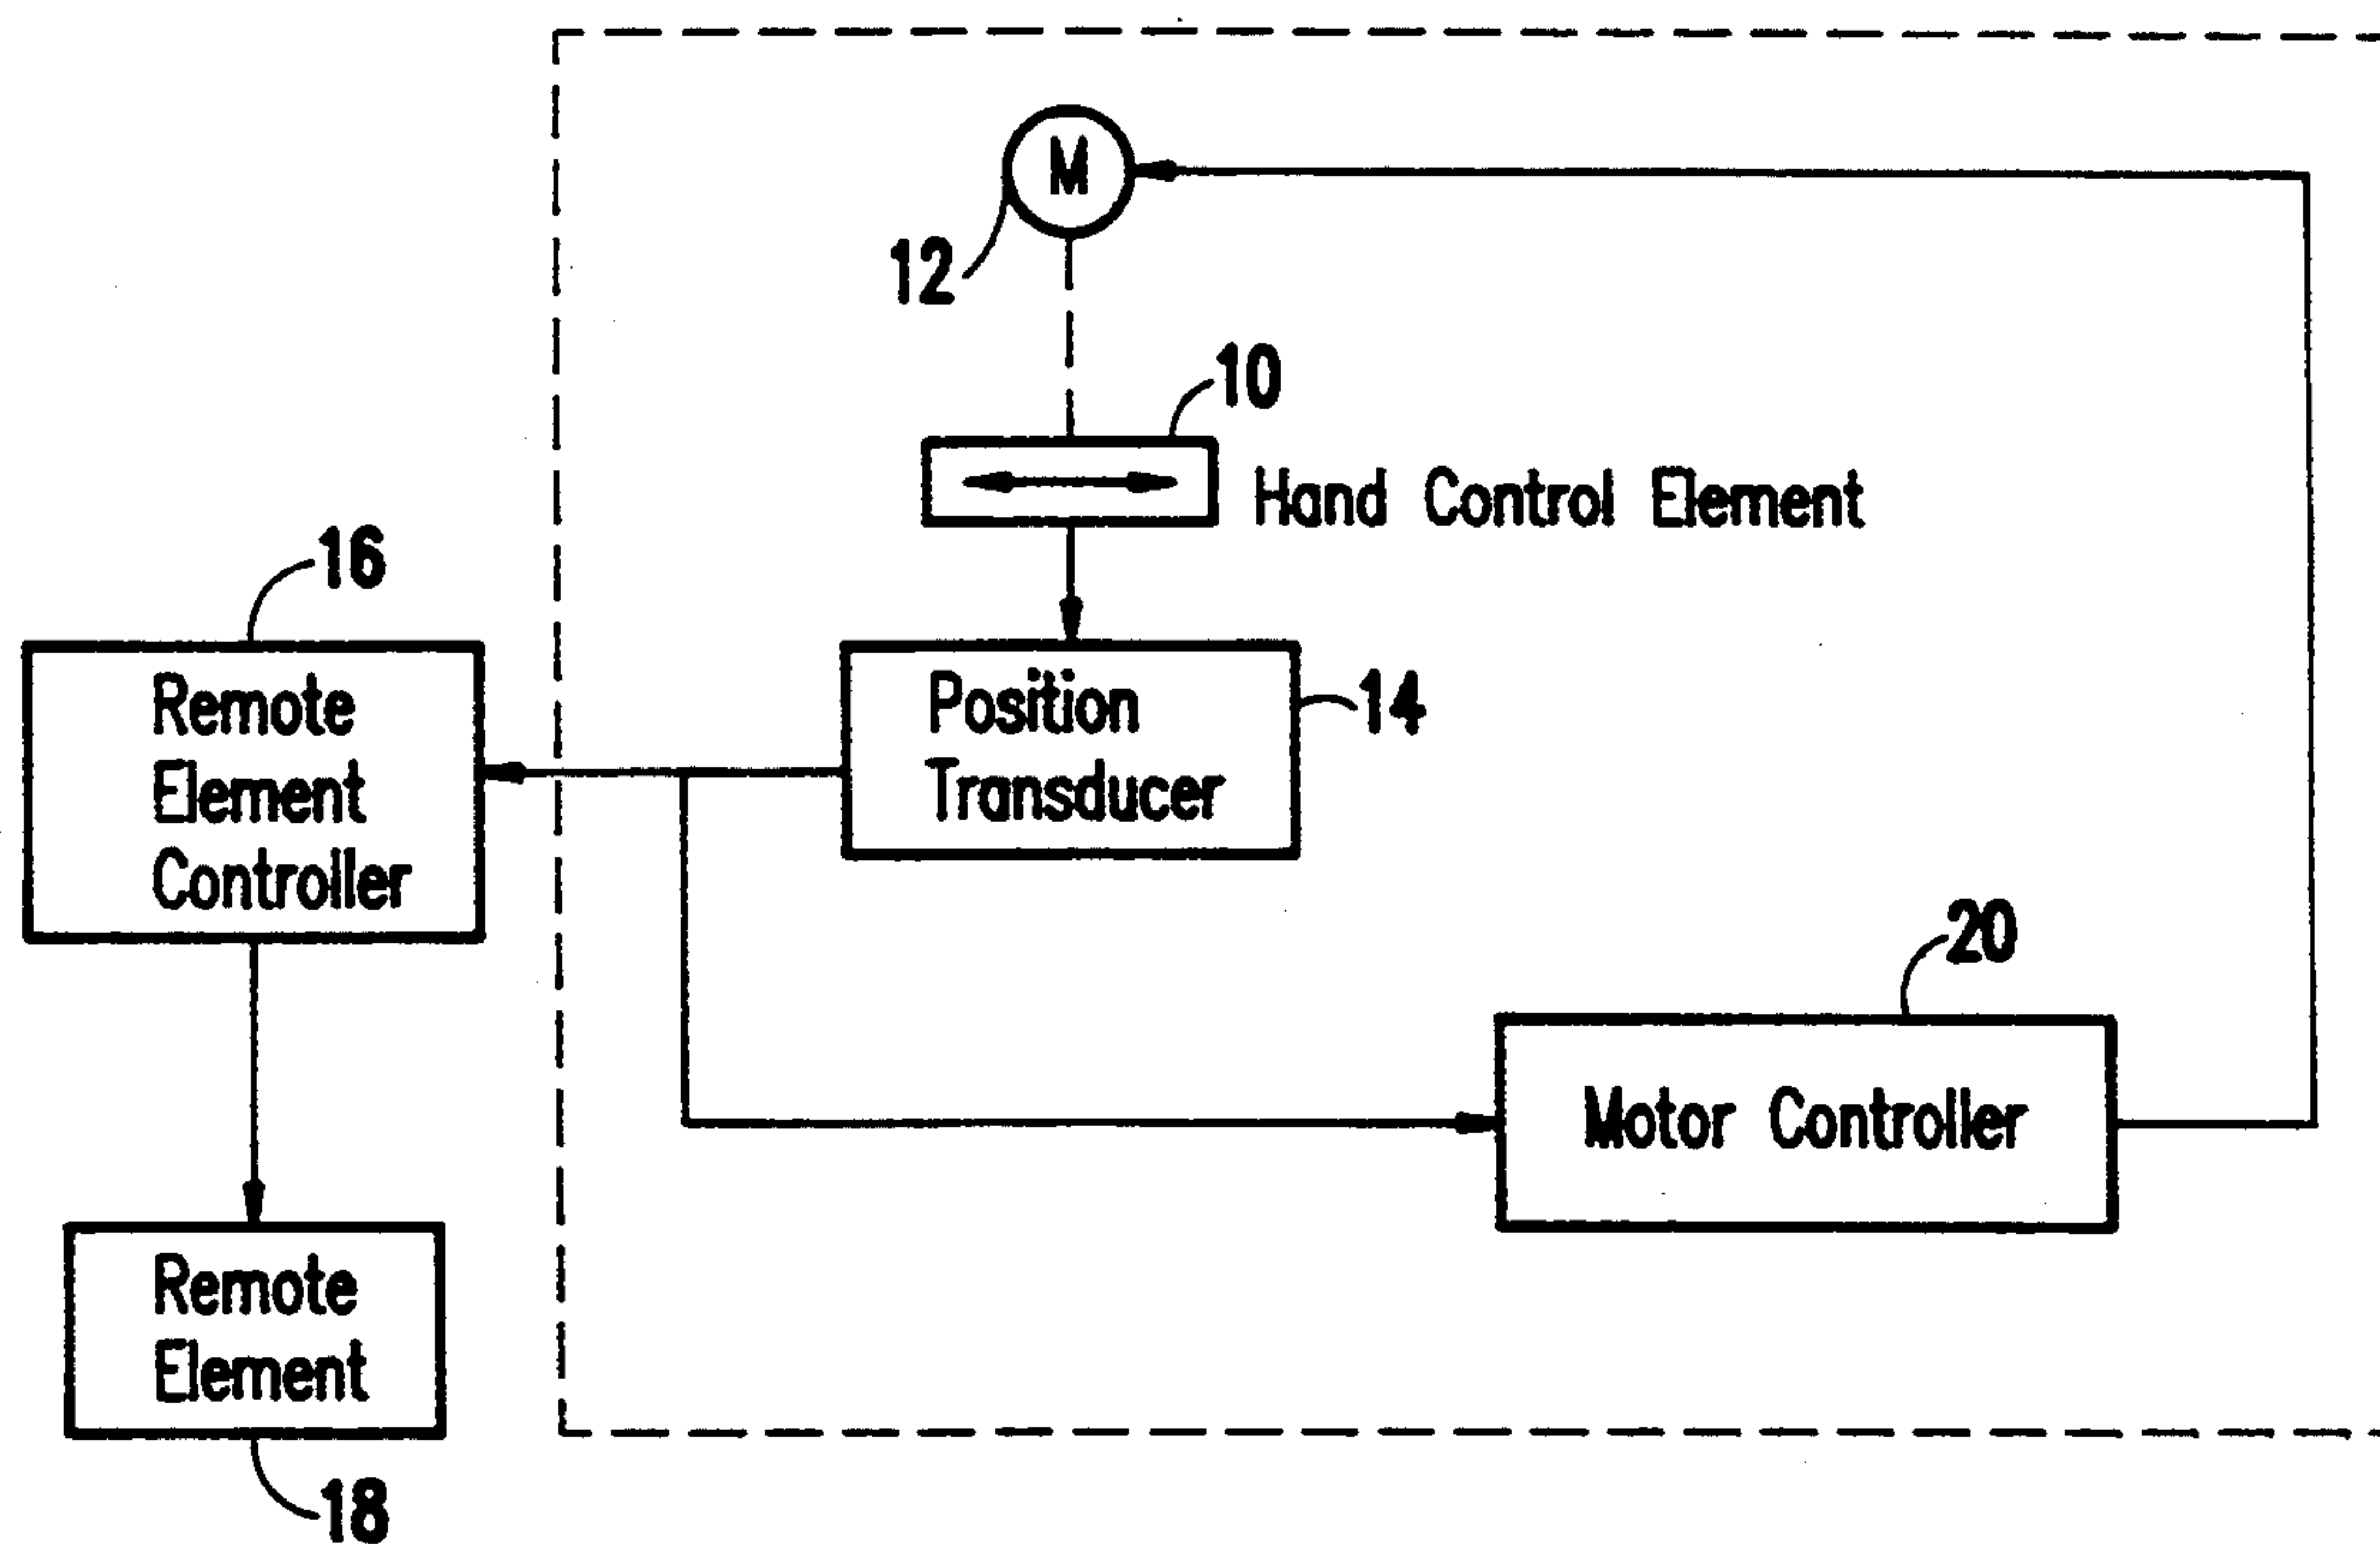 M
12
10
Hand Control Element
16
Remote
Element
Controller
Position
Transducer
14
20
Motor Controller
Remote
Element
18